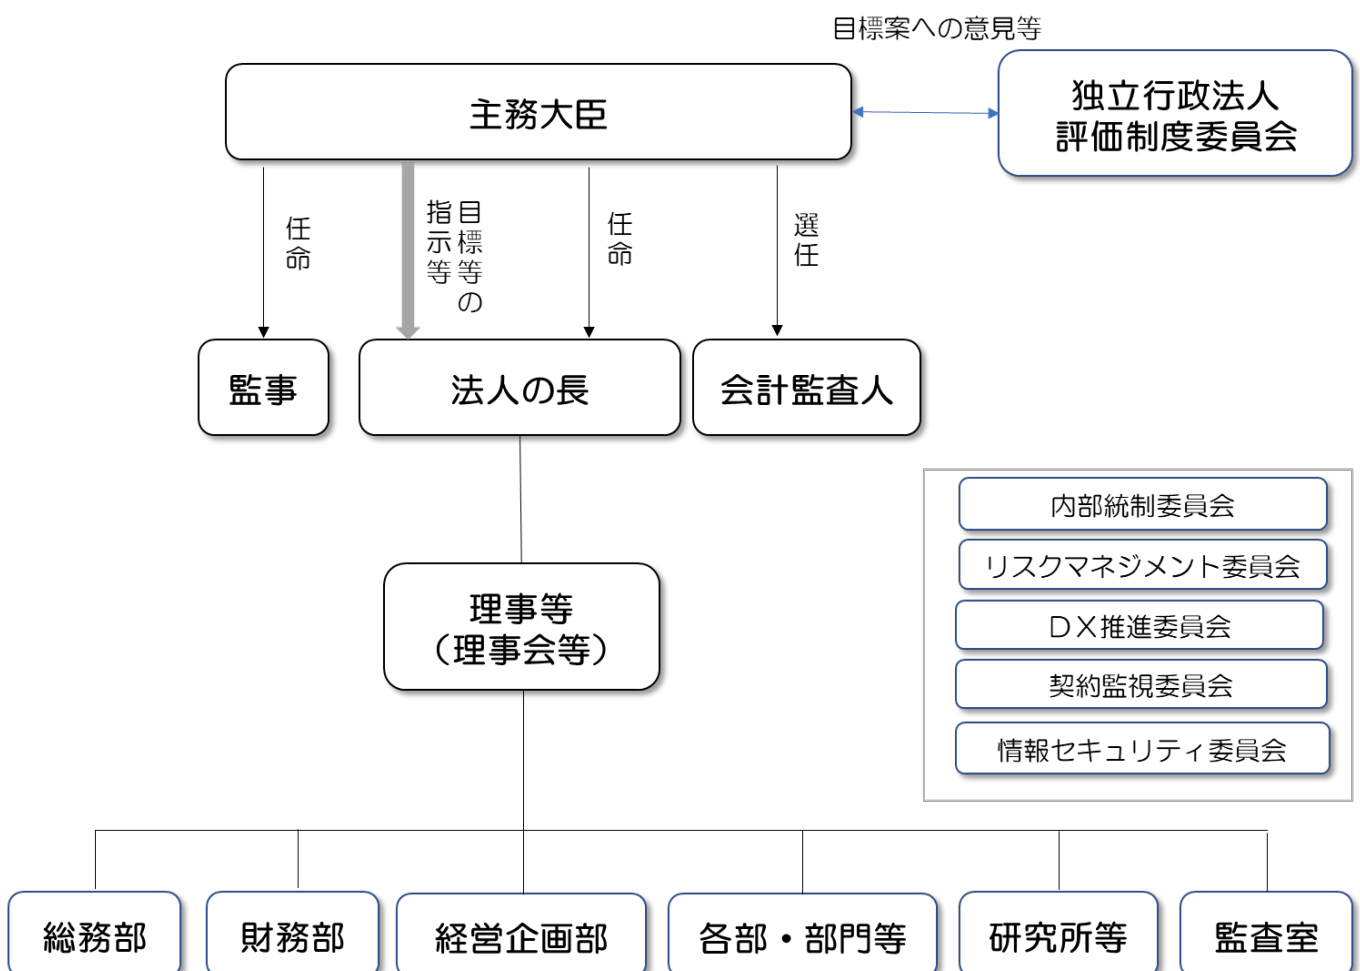 目標案への意見等
主務大臣
独立行政法人
評価制度委員会
任命
目標等の
指示等
任命
選任
監事
法人の長
会計監査人
内部統制委員会
リスクマネジメント委員会
ＤＸ推進委員会
契約監視委員会
情報セキュリティ委員会
理事等
（理事会等）
総務部
財務部
経営企画部
各部・部門等
研究所等
監査室